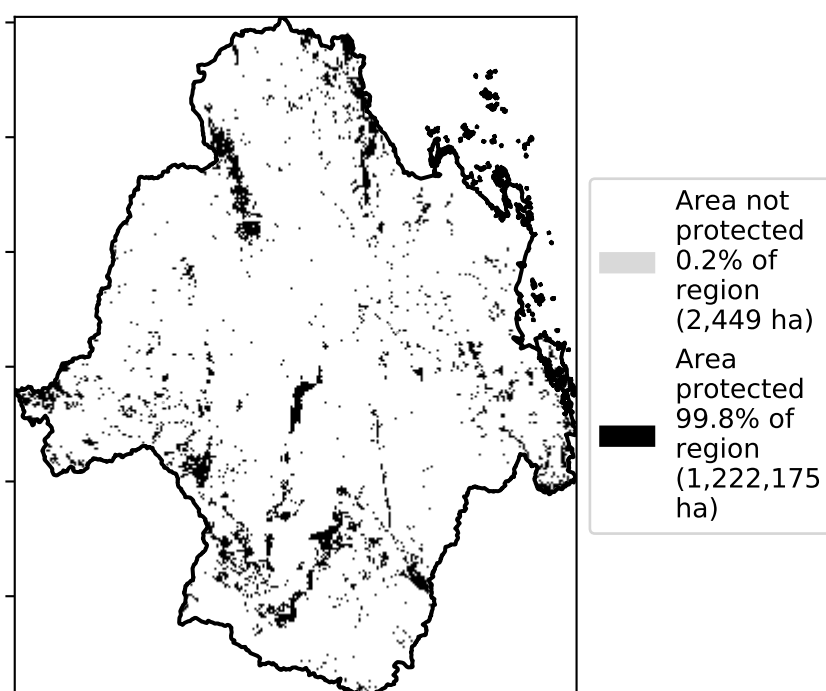 Area not
protected
0.2% of
region
(2,449 ha)
Area
protected
99.8% of
region
(1,222,175
ha)